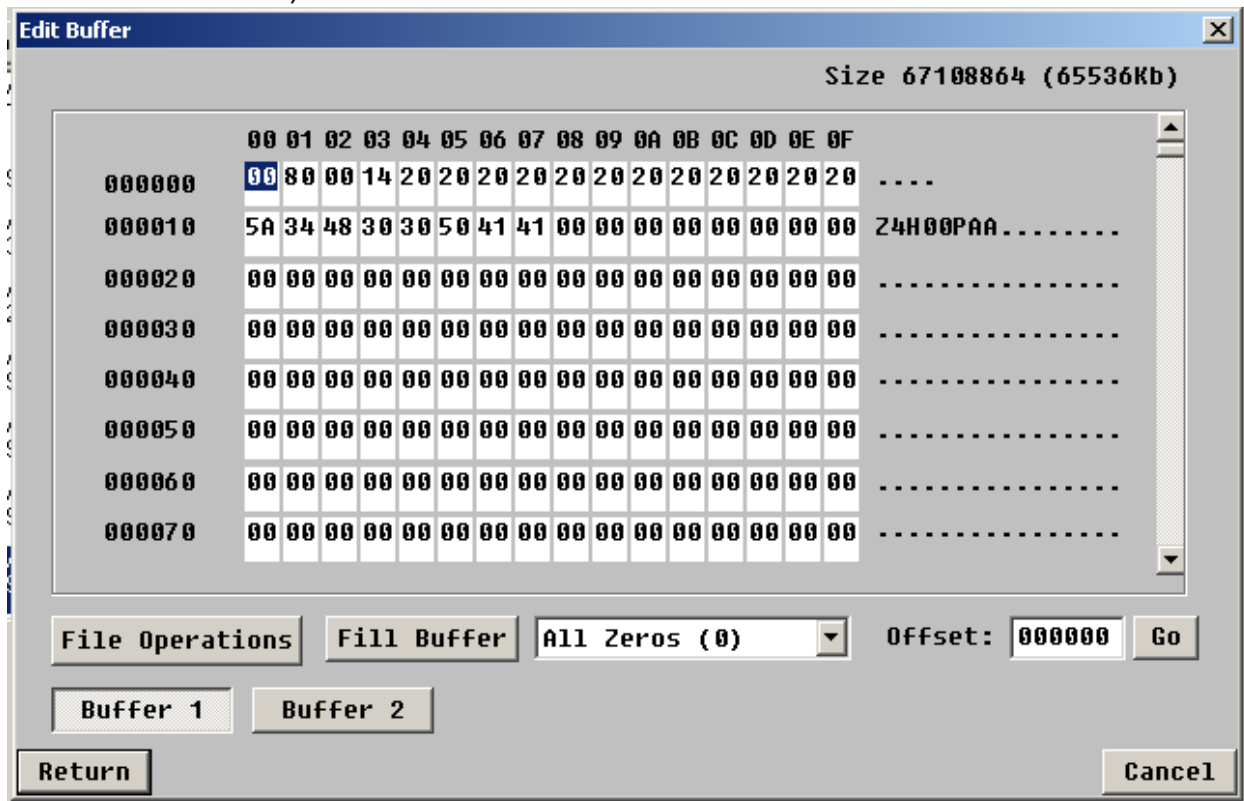 Edit Buffer
Size 67108864 (65536Kb)
00 01 02 03 04 05 06 07 08 09 0A 0B 0C 0D 0E 0F
000000 00 80 00 14 20 20 20 20 20 20 20 20 20 20 20 20 ....
000010 5A 34 48 30 30 50 41 41 00 00 00 00 00 00 00 00 Z4H00PAA........
000020 00 00 00 00 00 00 00 00 00 00 00 00 00 00 00 00 ................
000030 00 00 00 00 00 00 00 00 00 00 00 00 00 00 00 00 ................
000040 00 00 00 00 00 00 00 00 00 00 00 00 00 00 00 00 ................
000050 00 00 00 00 00 00 00 00 00 00 00 00 00 00 00 00 ................
000060 00 00 00 00 00 00 00 00 00 00 00 00 00 00 00 00 ................
000070 00 00 00 00 00 00 00 00 00 00 00 00 00 00 00 00 ................
File Operations Fill Buffer All Zeros (0) Offset: 000000 Go
Buffer 1 Buffer 2
Return Cancel